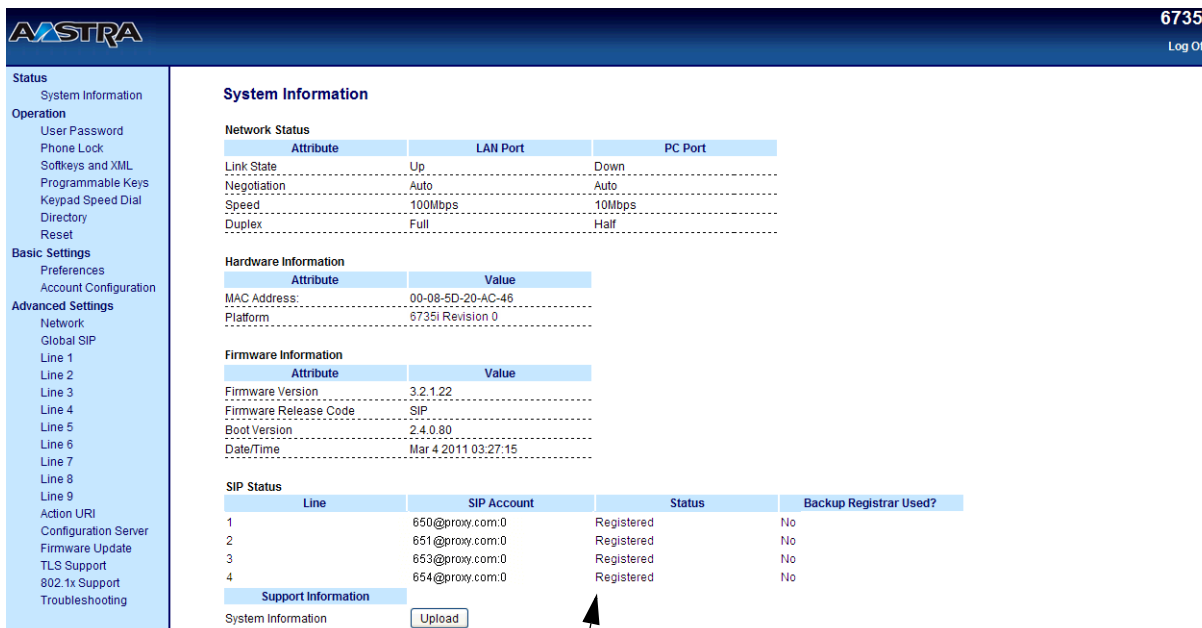 AASTRA
6735
Log Of
Status
System Information
Operation
User Password
Phone Lock
Softkeys and XML
Programmable Keys
Keypad Speed Dial
Directory
Reset
Basic Settings
Preferences
Account Configuration
Advanced Settings
Network
Global SIP
Line 1
Line 2
Line 3
Line 4
Line 5
Line 6
Line 7
Line 8
Line 9
Action URI
Configuration Server
Firmware Update
TLS Support
802.1x Support
Troubleshooting
System Information
Network Status
Attribute LAN Port PC Port
Link State Up Down
Negotiation Auto Auto
Speed 100Mbps 10Mbps
Duplex Full Half
Hardware Information
Attribute Value
MAC Address: 00-08-5D-20-AC-46
Platform 6735i Revision 0
Firmware Information
Attribute Value
Firmware Version 3.2.1.22
Firmware Release Code SIP
Boot Version 2.4.0.80
Date/Time Mar 4 2011 03:27:15
SIP Status
Line SIP Account Status Backup Registrar Used?
1 650@proxy.com:0 Registered No
2 651@proxy.com:0 Registered No
3 653@proxy.com:0 Registered No
4 654@proxy.com:0 Registered No
Support Information
System Information Upload